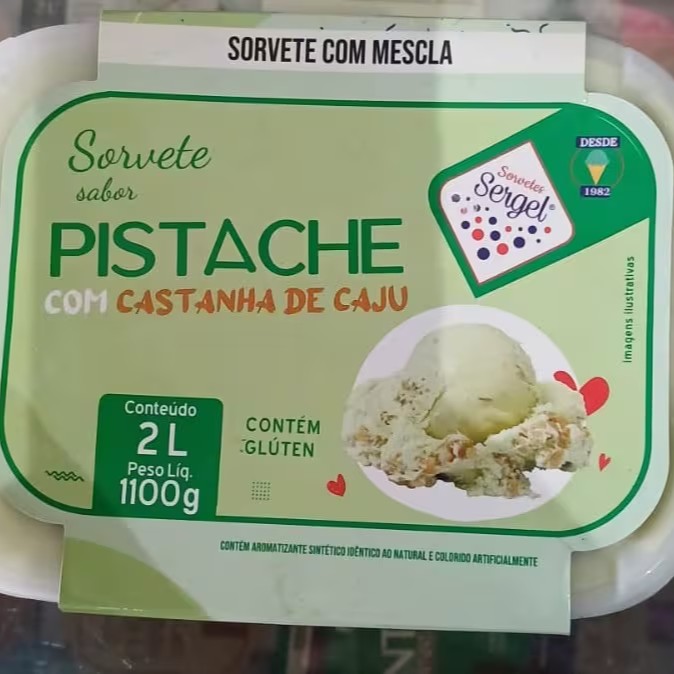 SORVETE COM MESCLA
Sorvete
sabor
PISTACHE
COM CASTANHA DE CAJU
DESDE
1982
Sorvetes
Sergel®
imagens ilustrativas
Conteúdo
2 L
Peso Líq.
1100g
CONTÉM
GLÚTEN
CONTÉM AROMATIZANTE SINTÉTICO IDÊNTICO AO NATURAL E COLORIDO ARTIFICIALMENTE